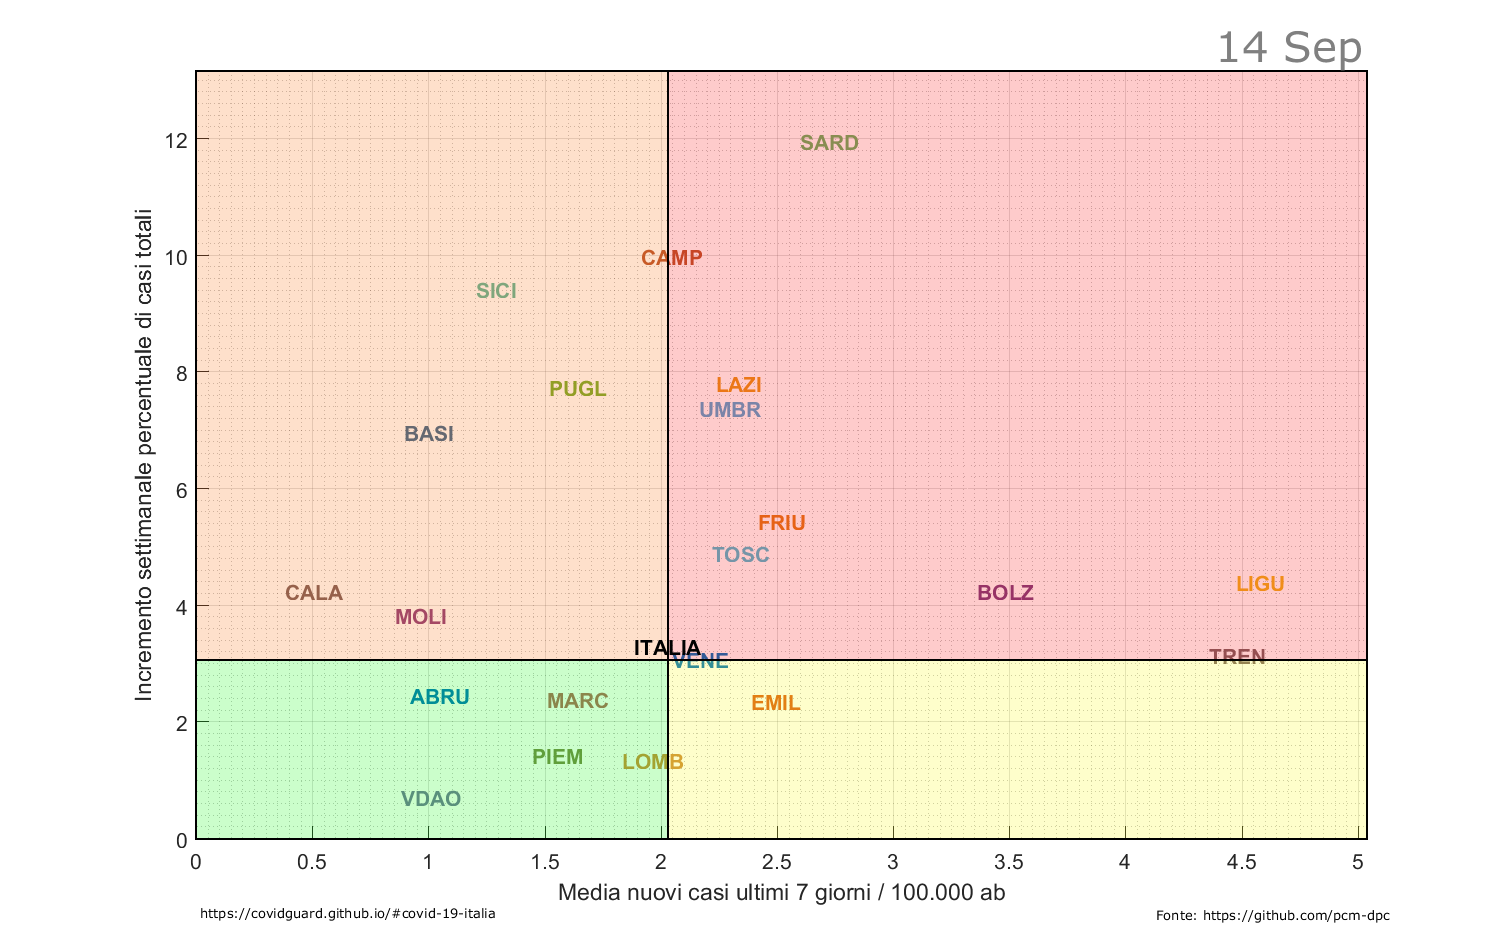 14 Sep
12
SARD
10
CAMP
SICI
8
LAZI
PUGL
UMBR
BASI
6
FRIU
TOSC
LIGU
CALA
BOLZ
4
MOLI
ITALIA
VENE
TREN
ABRU
MARC
EMIL
2
PIEM
LOMB
VDAO
0
Incremento settimanale percentuale di casi totali
0 0.5 1 1.5 2 2.5 3 3.5 4 4.5 5
Media nuovi casi ultimi 7 giorni / 100.000 ab
https://covidguard.github.io/#covid-19-italia
Fonte: https://github.com/pcm-dpc